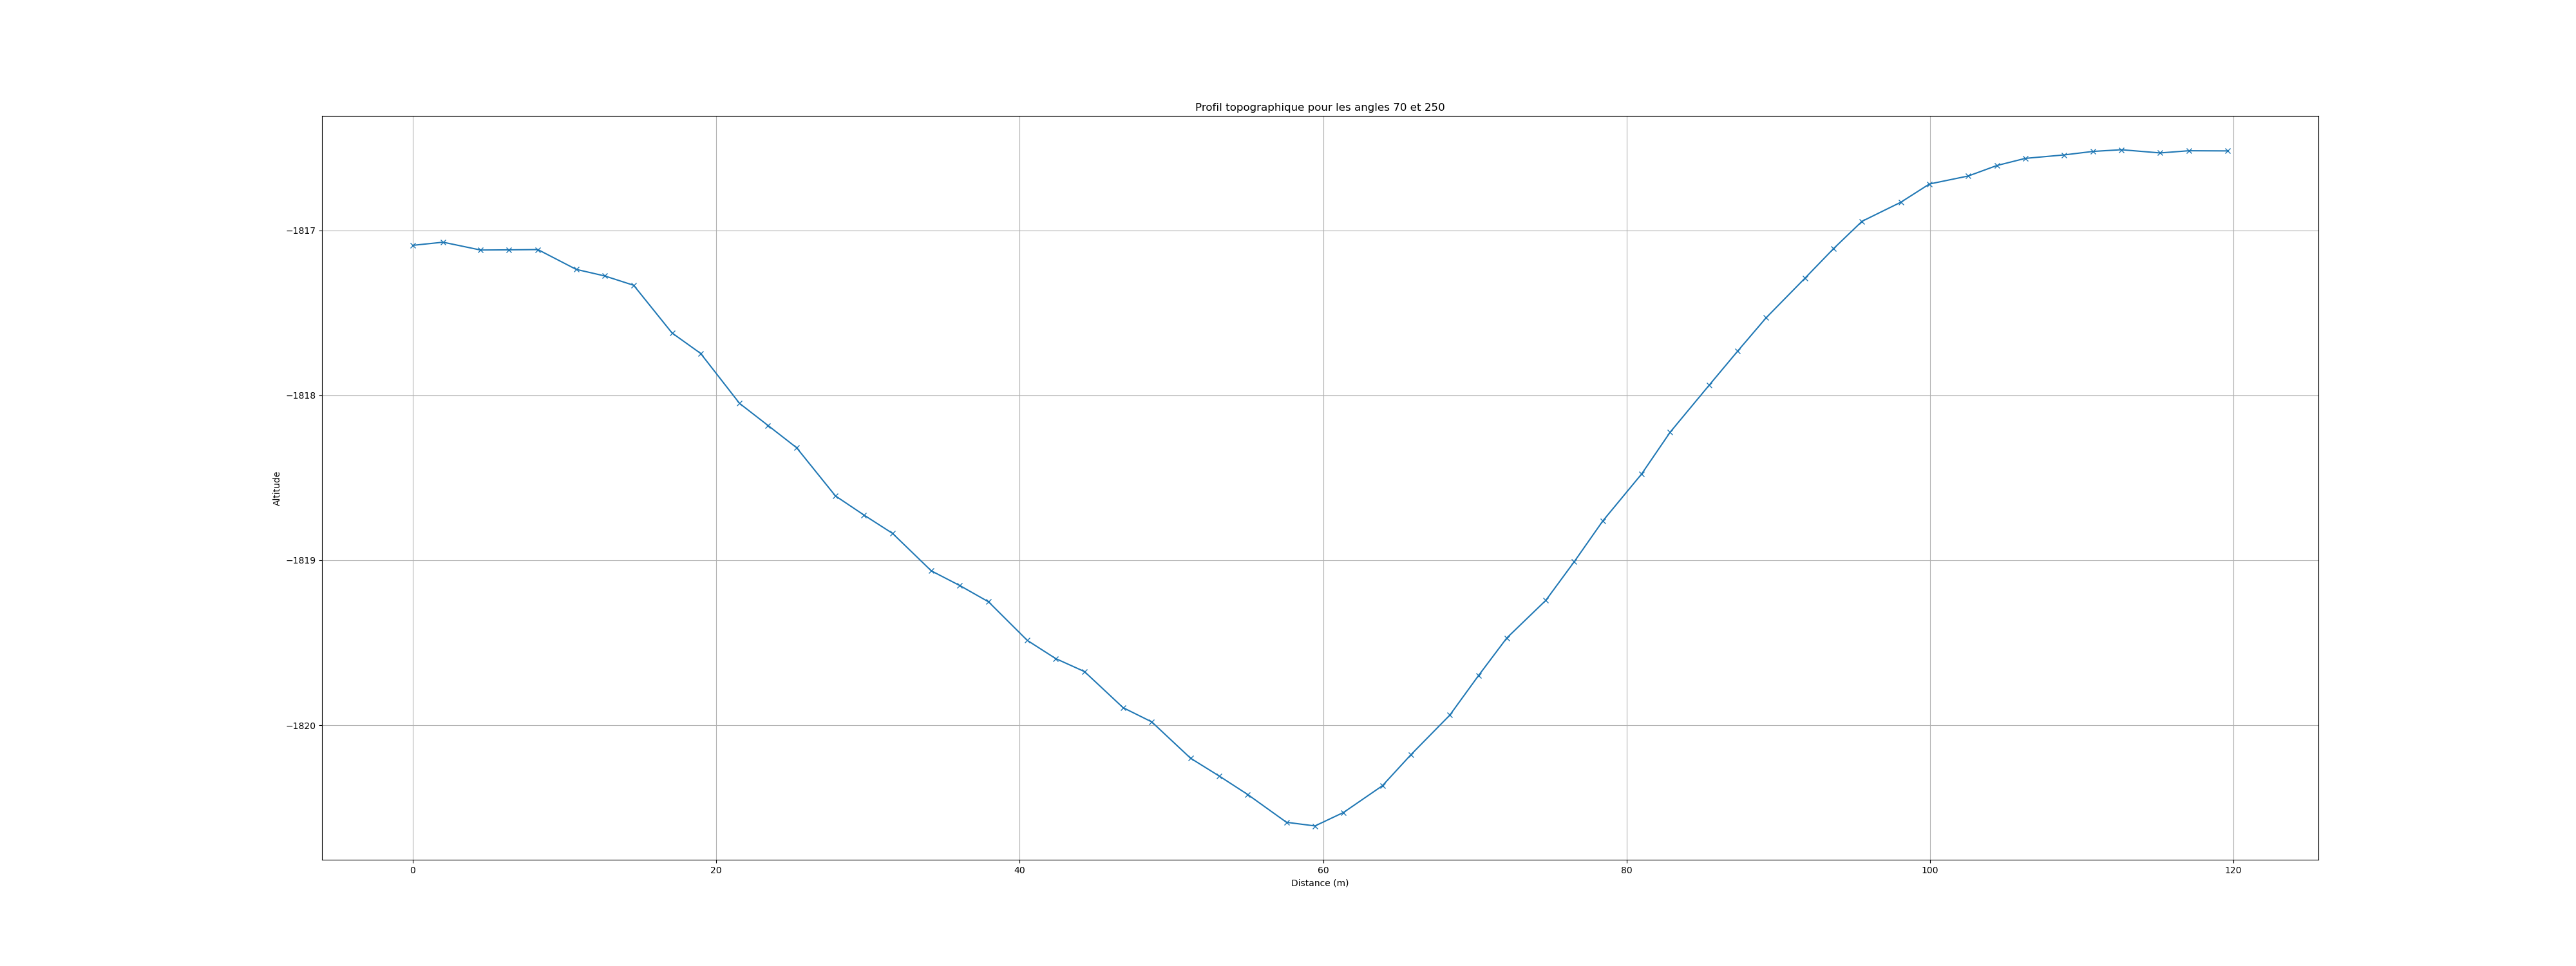 Profil topographique pour les angles 70 et 250
−1817
−1818
−1819
−1820
Altitude
0 20 40 60 80 100 120
Distance (m)